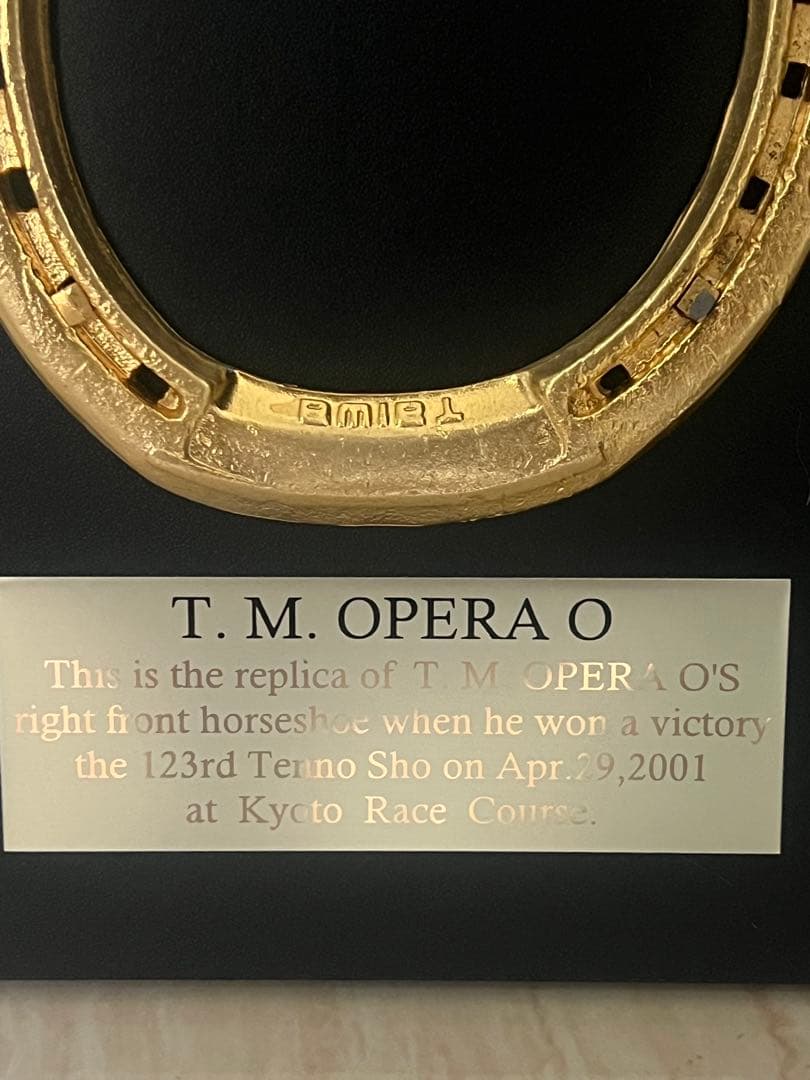 T. M. OPERA O
This is the replica of T. M. OPERA O'S
right front horseshoe when he won a victory
the 123rd Tenno Sho on Apr.29,2001
at Kyoto Race Course.